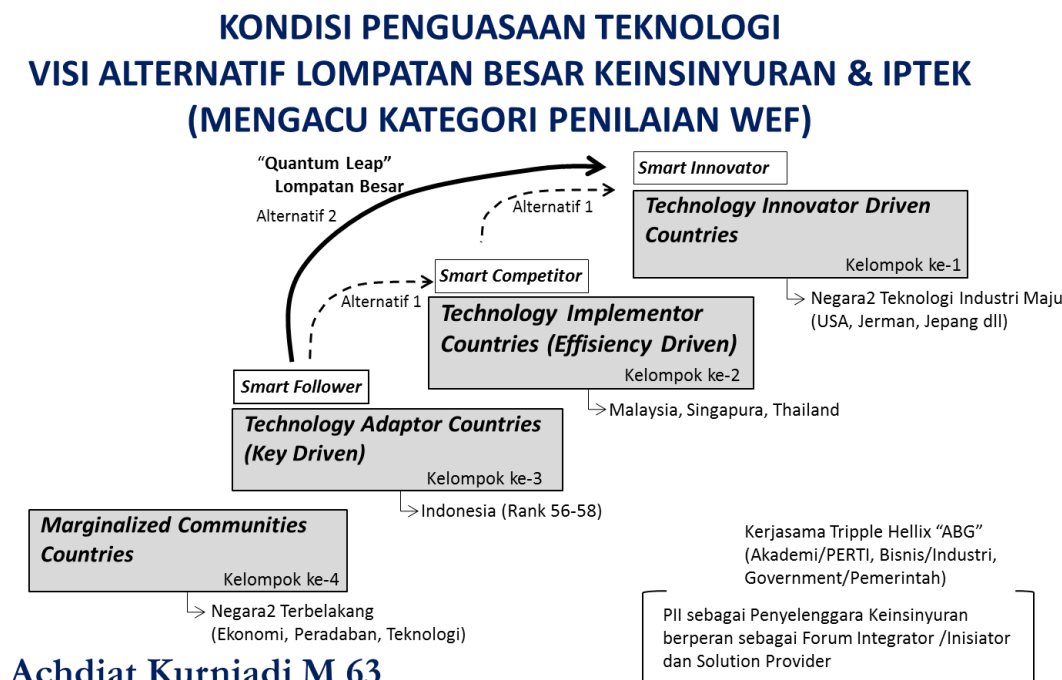 KONDISI PENGUASAAN TEKNOLOGI
VISI ALTERNATIF LOMPATAN BESAR KEINSINYURAN & IPTEK
(MENGACU KATEGORI PENILAIAN WEF)
“Quantum Leap”
Lompatan Besar
Alternatif 2
Smart Innovator
Alternatif 1
Technology Innovator Driven
Countries
Kelompok ke-1
Negara2 Teknologi Industri Maju
(USA, Jerman, Jepang dll)
Smart Competitor
Alternatif 1
Technology Implementor
Countries (Effisiency Driven)
Kelompok ke-2
Malaysia, Singapura, Thailand
Smart Follower
Technology Adaptor Countries
(Key Driven)
Kelompok ke-3
Indonesia (Rank 56-58)
Marginalized Communities
Countries
Kelompok ke-4
Negara2 Terbelakang
(Ekonomi, Peradaban, Teknologi)
Kerjasama Tripple Hellix “ABG”
(Akademi/PERTI, Bisnis/Industri,
Government/Pemerintah)
PII sebagai Penyelenggara Keinsinyuran
berperan sebagai Forum Integrator /Inisiator
dan Solution Provider
Achdiat Kurniadi M 63